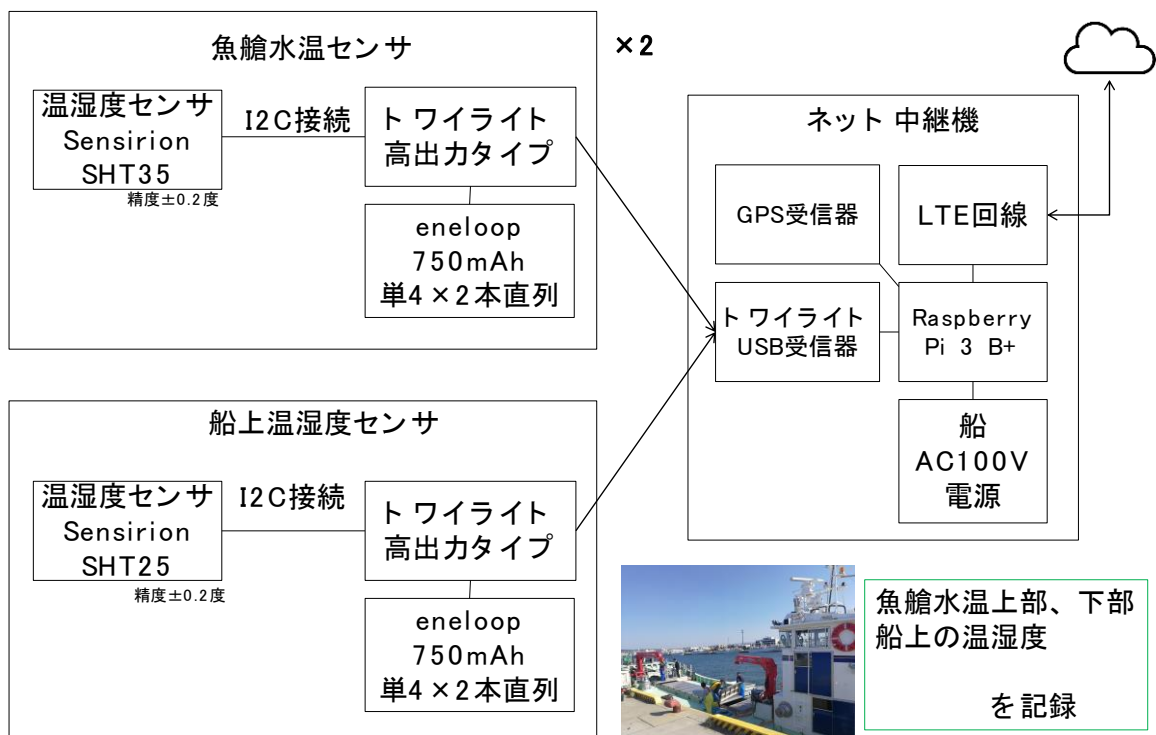 魚艙水温センサ
×2
温湿度センサ
Sensirion
SHT35
精度±0.2度
I2C接続
トワイライト
高出力タイプ
eneloop
750mAh
単4×2本直列
船上温湿度センサ
温湿度センサ
Sensirion
SHT25
精度±0.2度
I2C接続
トワイライト
高出力タイプ
eneloop
750mAh
単4×2本直列
ネット中継機
GPS受信器
LTE回線
トワイライト
USB受信器
Raspberry
Pi 3 B+
船
AC100V
電源
魚艙水温上部、下部
船上の温湿度
を記録